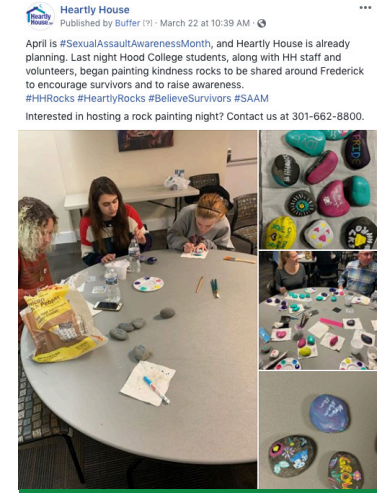 Heartly House
Published by Buffer [?] · March 22 at 10:39 AM ·
April is #SexualAssaultAwarenessMonth, and Heartly House is already
planning. Last night Hood College students, along with HH staff and
volunteers, began painting kindness rocks to be shared around Frederick
to encourage survivors and to raise awareness.
#HHRocks #HeartlyRocks #BelieveSurvivors #SAAM
Interested in hosting a rock painting night? Contact us at 301-662-8800.
Heartly
House
PRIDE